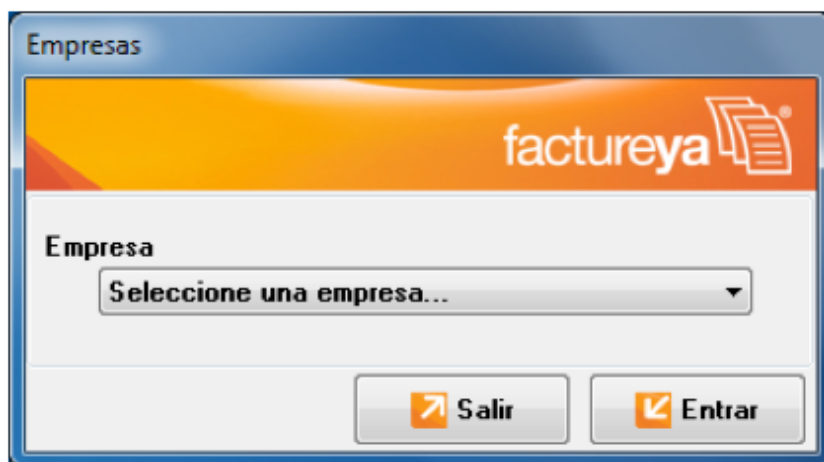 Empresas
factureya®
Empresa
Seleccione una empresa...
Salir
Entrar